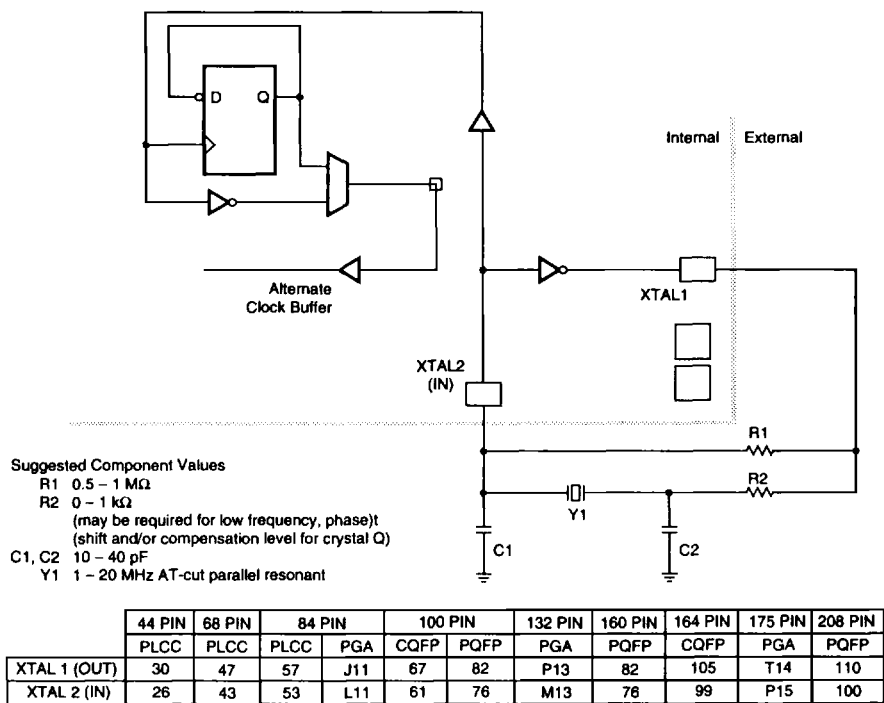 D Q
Internal External
Alternate
Clock Buffer
XTAL1
XTAL2
(IN)
R1
R2
Y1
C1
C2
Suggested Component Values
R1 0.5 – 1 MΩ
R2 0 – 1 kΩ
(may be required for low frequency, phase)t
(shift and/or compensation level for crystal Q)
C1, C2 10 – 40 pF
Y1 1 – 20 MHz AT-cut parallel resonant
44 PIN 68 PIN 84 PIN 100 PIN 132 PIN 160 PIN 164 PIN 175 PIN 208 PIN
PLCC PLCC PLCC PGA CQFP PQFP PGA PQFP CQFP PGA PQFP
XTAL 1 (OUT) 30 47 57 J11 67 82 P13 82 105 T14 110
XTAL 2 (IN) 26 43 53 L11 61 76 M13 76 99 P15 100